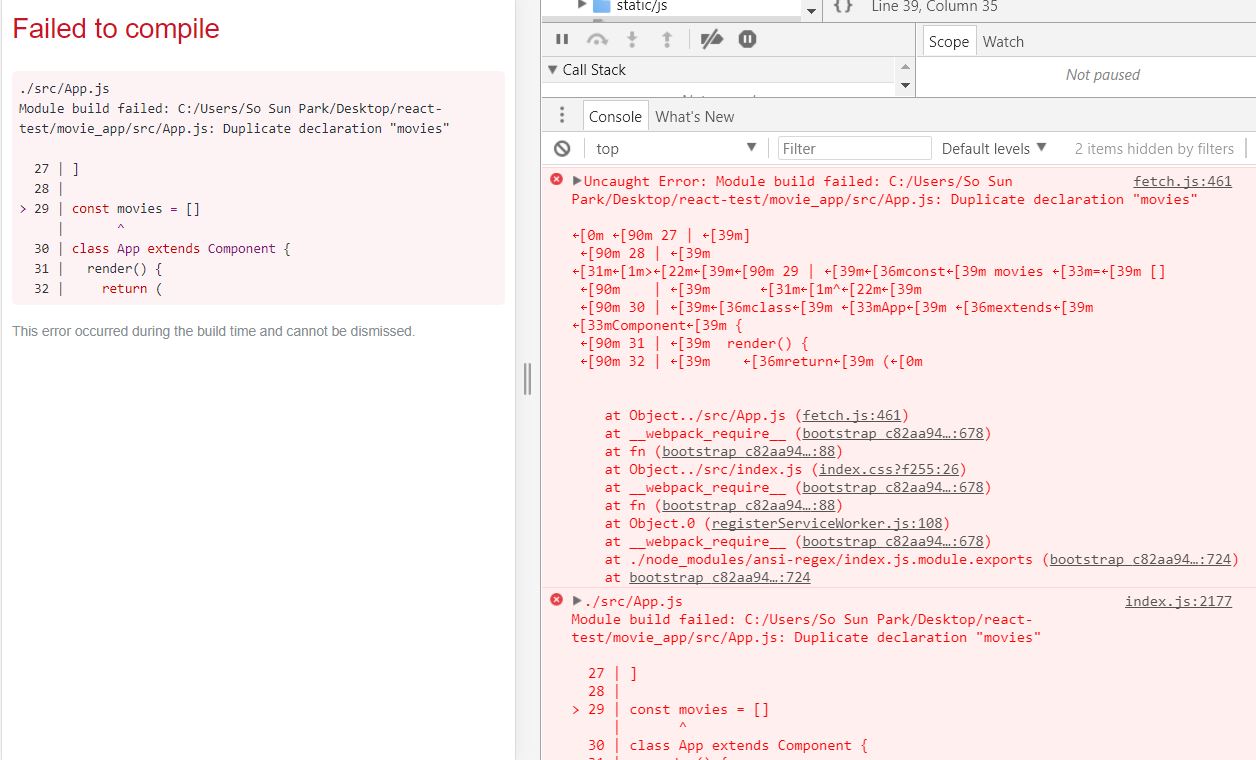 Failed to compile
./src/App.js
Module build failed: C:/Users/So Sun Park/Desktop/react-
test/movie_app/src/App.js: Duplicate declaration "movies"
27 | ]
28 |
> 29 | const movies = []
| ^
30 | class App extends Component {
31 | render() {
32 | return (
This error occurred during the build time and cannot be dismissed.
static/js
{} Line 39, Column 35
Call Stack
Scope Watch
Not paused
Console What's New
top Filter Default levels 2 items hidden by filters
Uncaught Error: Module build failed: C:/Users/So Sun fetch.js:461
Park/Desktop/react-test/movie_app/src/App.js: Duplicate declaration "movies"
←[0m ←[90m 27 | ←[39m]
←[90m 28 | ←[39m
←[31m←[1m>←[22m←[39m←[90m 29 | ←[39m←[36mconst←[39m movies ←[33m=←[39m []
←[90m | ←[39m ←[31m←[1m^←[22m←[39m
←[90m 30 | ←[39m←[36mclass←[39m ←[33mApp←[39m ←[36mextends←[39m
←[33mComponent←[39m {
←[90m 31 | ←[39m render() {
←[90m 32 | ←[39m ←[36mreturn←[39m (←[0m
at Object../src/App.js (fetch.js:461)
at __webpack_require__ (bootstrap c82aa94…:678)
at fn (bootstrap c82aa94…:88)
at Object../src/index.js (index.css?f255:26)
at __webpack_require__ (bootstrap c82aa94…:678)
at fn (bootstrap c82aa94…:88)
at Object.0 (registerServiceWorker.js:108)
at __webpack_require__ (bootstrap c82aa94…:678)
at ./node_modules/ansi-regex/index.js.module.exports (bootstrap c82aa94…:724)
at bootstrap c82aa94…:724
./src/App.js index.js:2177
Module build failed: C:/Users/So Sun Park/Desktop/react-
test/movie_app/src/App.js: Duplicate declaration "movies"
27 | ]
28 |
> 29 | const movies = []
| ^
30 | class App extends Component {